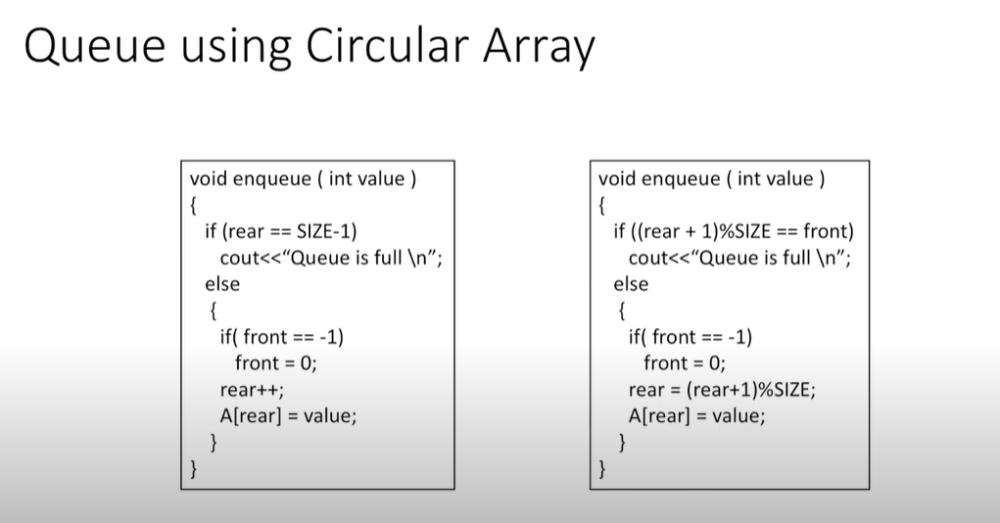 Queue using Circular Array
void enqueue ( int value )
{
if (rear == SIZE-1)
cout<<“Queue is full \n”;
else
{
if( front == -1)
front = 0;
rear++;
A[rear] = value;
}
}
void enqueue ( int value )
{
if ((rear + 1)%SIZE == front)
cout<<“Queue is full \n”;
else
{
if( front == -1)
front = 0;
rear = (rear+1)%SIZE;
A[rear] = value;
}
}